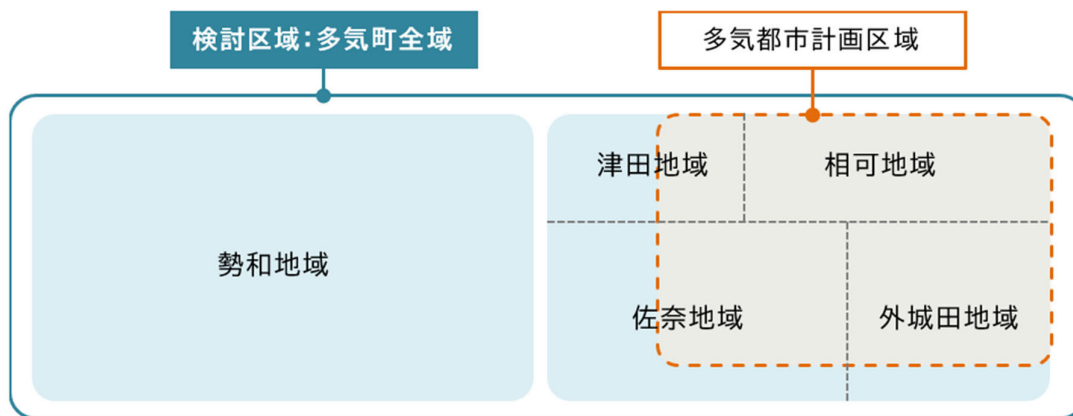 検討区域：多気町全域
多気都市計画区域
津田地域
相可地域
勢和地域
佐奈地域
外城田地域